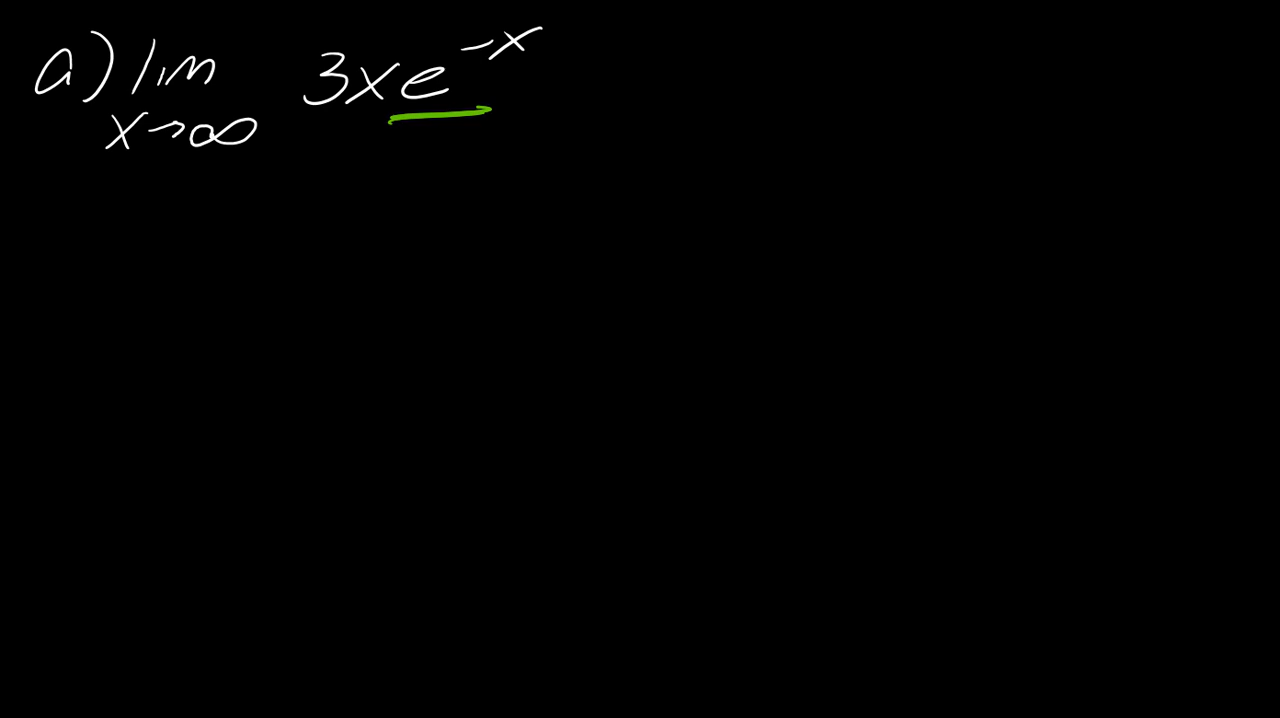 a) lim 3xe^{-x}
x→∞